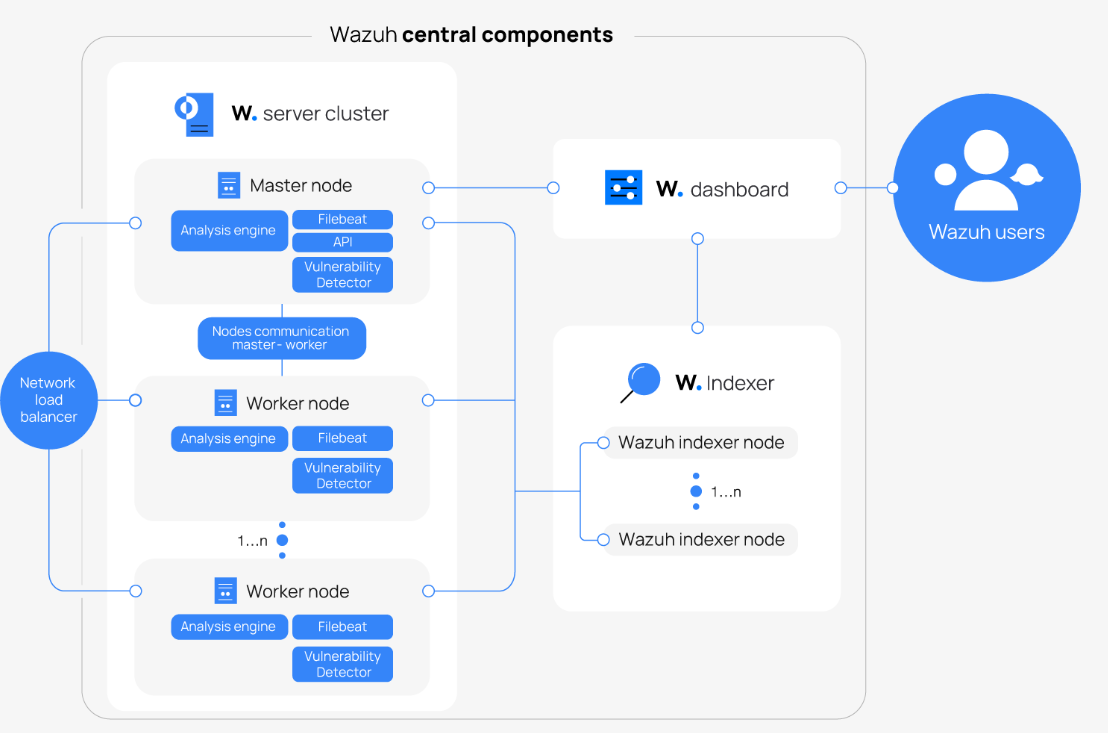 Wazuh central components
W. server cluster
Master node
Analysis engine
Filebeat
API
Vulnerability
Detector
Nodes communication
master- worker
Network
load
balancer
Worker node
Analysis engine
Filebeat
Vulnerability
Detector
1...n
Worker node
Analysis engine
Filebeat
Vulnerability
Detector
W. dashboard
Wazuh users
W. Indexer
Wazuh indexer node
1...n
Wazuh indexer node